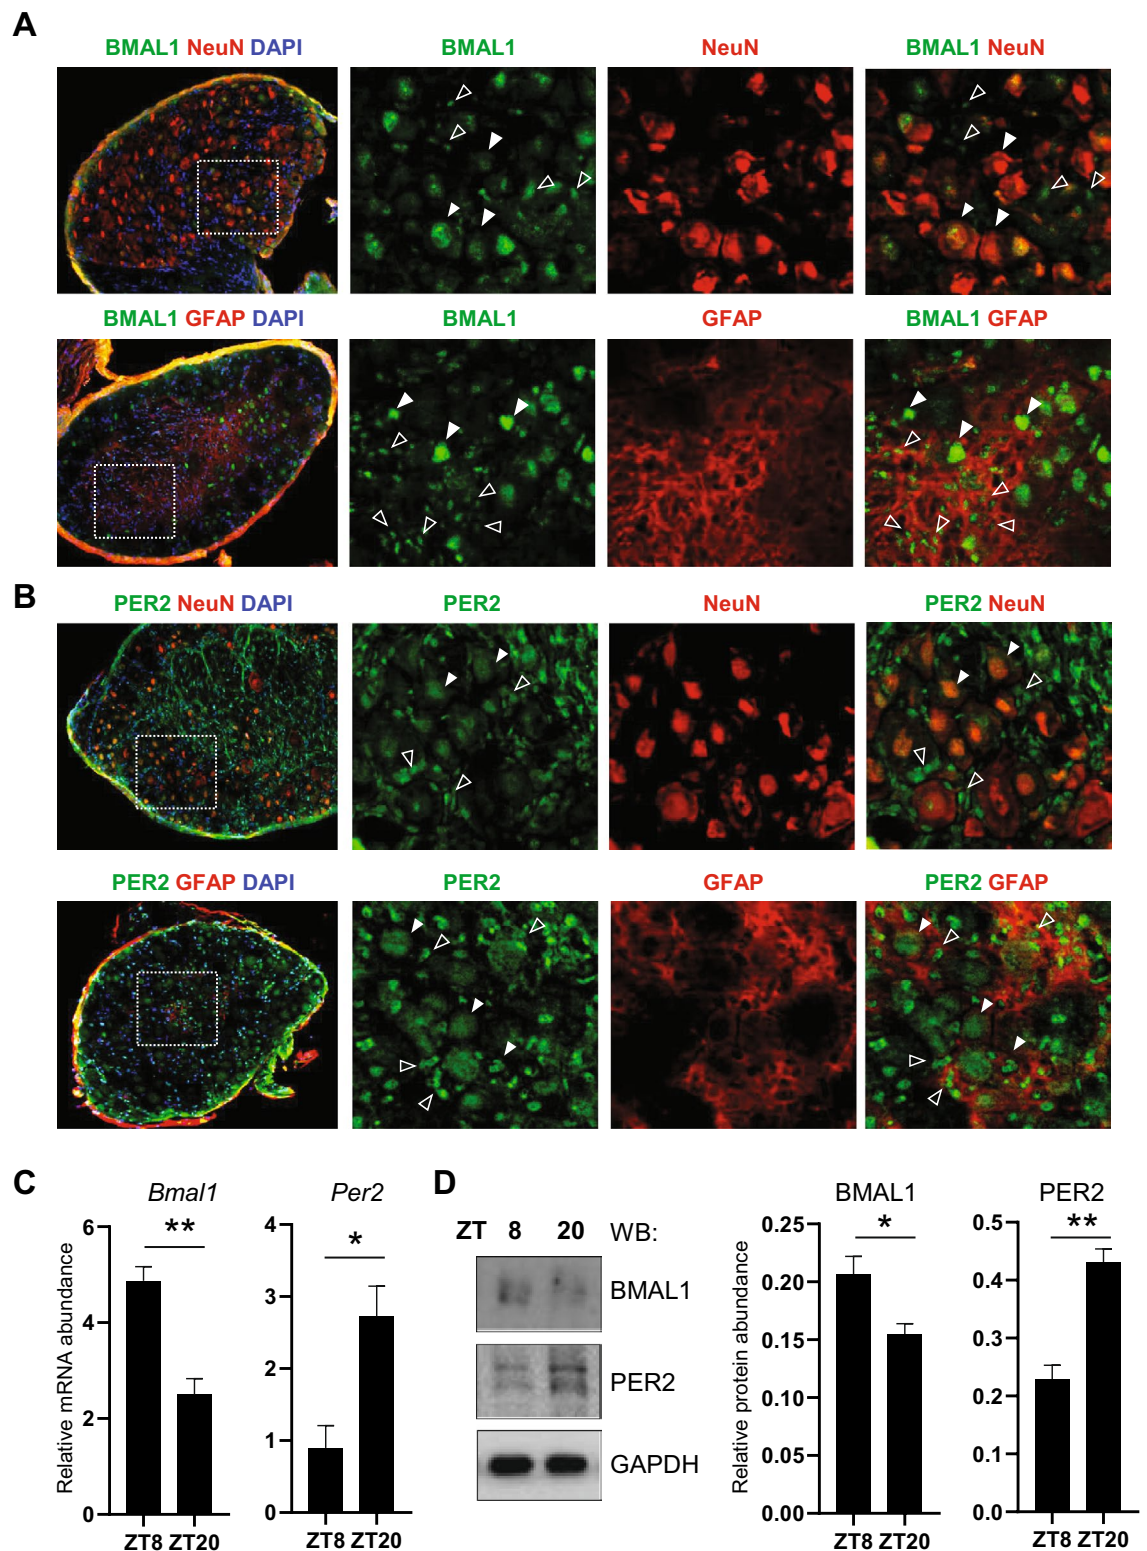 A
BMAL1 NeuN DAPI
BMAL1
NeuN
BMAL1 NeuN
BMAL1 GFAP DAPI
BMAL1
GFAP
BMAL1 GFAP
B
PER2 NeuN DAPI
PER2
NeuN
PER2 NeuN
PER2 GFAP DAPI
PER2
GFAP
PER2 GFAP
C
Bmal1
Relative mRNA abundance
6
4
2
0
**
ZT8 ZT20
Per2
4
3
2
1
0
*
ZT8 ZT20
D
ZT 8 20 WB:
BMAL1
PER2
GAPDH
BMAL1
Relative protein abundance
0.25
0.20
0.15
0.10
0.05
0.00
*
ZT8 ZT20
PER2
0.5
0.4
0.3
0.2
0.1
0.0
**
ZT8 ZT20